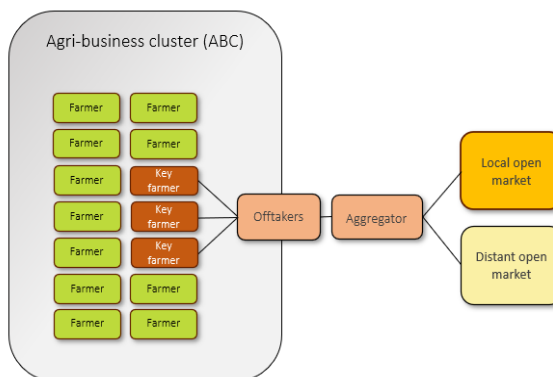 Agri-business cluster (ABC)
Farmer
Farmer
Farmer
Farmer
Farmer
Key
farmer
Farmer
Key
farmer
Farmer
Key
farmer
Farmer
Farmer
Farmer
Farmer
Offtakers
Aggregator
Local open
market
Distant open
market